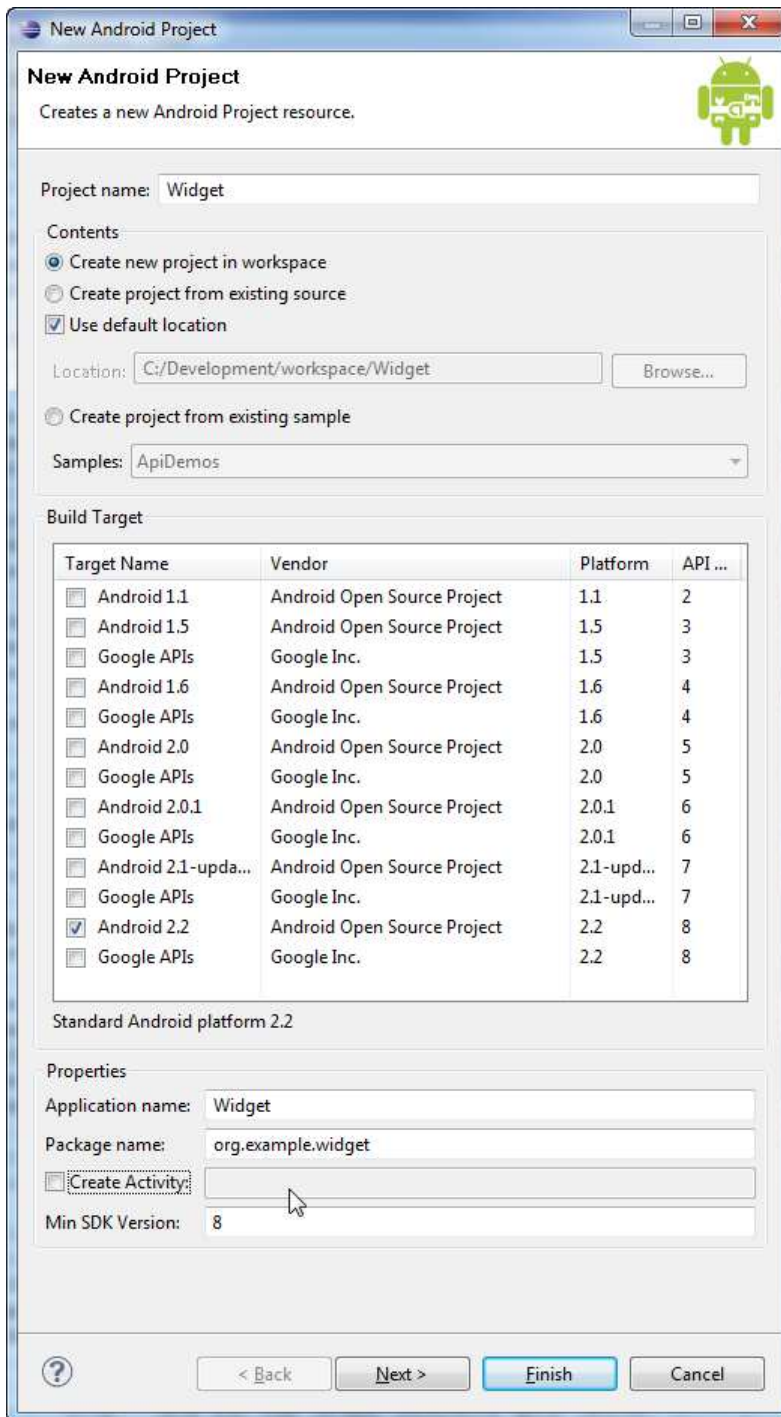 New Android Project
New Android Project
Creates a new Android Project resource.
Project name: Widget
Contents
Create new project in workspace
Create project from existing source
Use default location
Location: C:/Development/workspace/Widget Browse...
Create project from existing sample
Samples: ApiDemos
Build Target
Target Name Vendor Platform API ...
Android 1.1 Android Open Source Project 1.1 2
Android 1.5 Android Open Source Project 1.5 3
Google APIs Google Inc. 1.5 3
Android 1.6 Android Open Source Project 1.6 4
Google APIs Google Inc. 1.6 4
Android 2.0 Android Open Source Project 2.0 5
Google APIs Google Inc. 2.0 5
Android 2.0.1 Android Open Source Project 2.0.1 6
Google APIs Google Inc. 2.0.1 6
Android 2.1-upda... Android Open Source Project 2.1-upd... 7
Google APIs Google Inc. 2.1-upd... 7
Android 2.2 Android Open Source Project 2.2 8
Google APIs Google Inc. 2.2 8
Standard Android platform 2.2
Properties
Application name: Widget
Package name: org.example.widget
Create Activity:
Min SDK Version: 8
? < Back Next > Finish Cancel